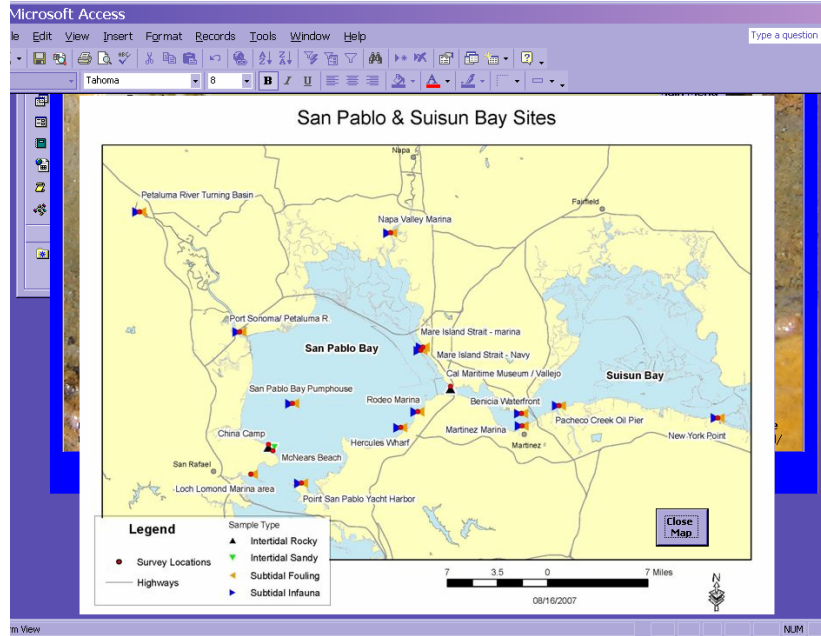 Microsoft Access
le Edit View Insert Format Records Tools Window Help
Type a question
Tahoma 8 B I U
San Pablo & Suisun Bay Sites
Napa
Petaluma River Turning Basin
Fairfield
Napa Valley Marina
Port Sonoma/ Petaluma R.
Mare Island Strait - marina
San Pablo Bay
Mare Island Strait - Navy
Cal Maritime Museum / Vallejo
Suisun Bay
San Pablo Bay Pumphouse
Rodeo Marina
Benicia Waterfront
Pacheco Creek Oil Pier
China Camp
Martinez Marina
New York Point
Hercules Wharf
Martinez
McNears Beach
San Rafael
Loch Lomond Marina area
Point San Pablo Yacht Harbor
Legend
Survey Locations
Highways
Sample Type
Intertidal Rocky
Intertidal Sandy
Subtidal Fouling
Subtidal Infauna
Close
Map
7 3.5 0 7 Miles
N
08/16/2007
rm View
NUM